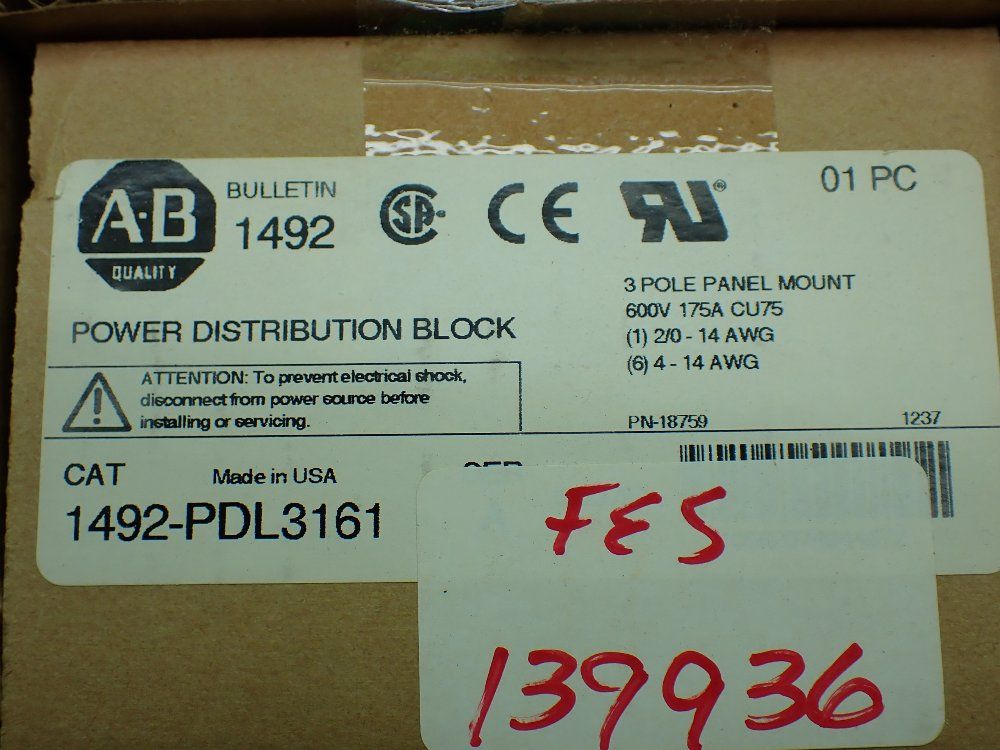 A-B
QUALITY
BULLETIN
1492
01 PC
3 POLE PANEL MOUNT
600V 175A CU75
(1) 2/0 - 14 AWG
(6) 4 - 14 AWG
POWER DISTRIBUTION BLOCK
ATTENTION: To prevent electrical shock,
disconnect from power source before
installing or servicing.
PN-18759
1237
CAT
Made in USA
1492-PDL3161
FES
139936